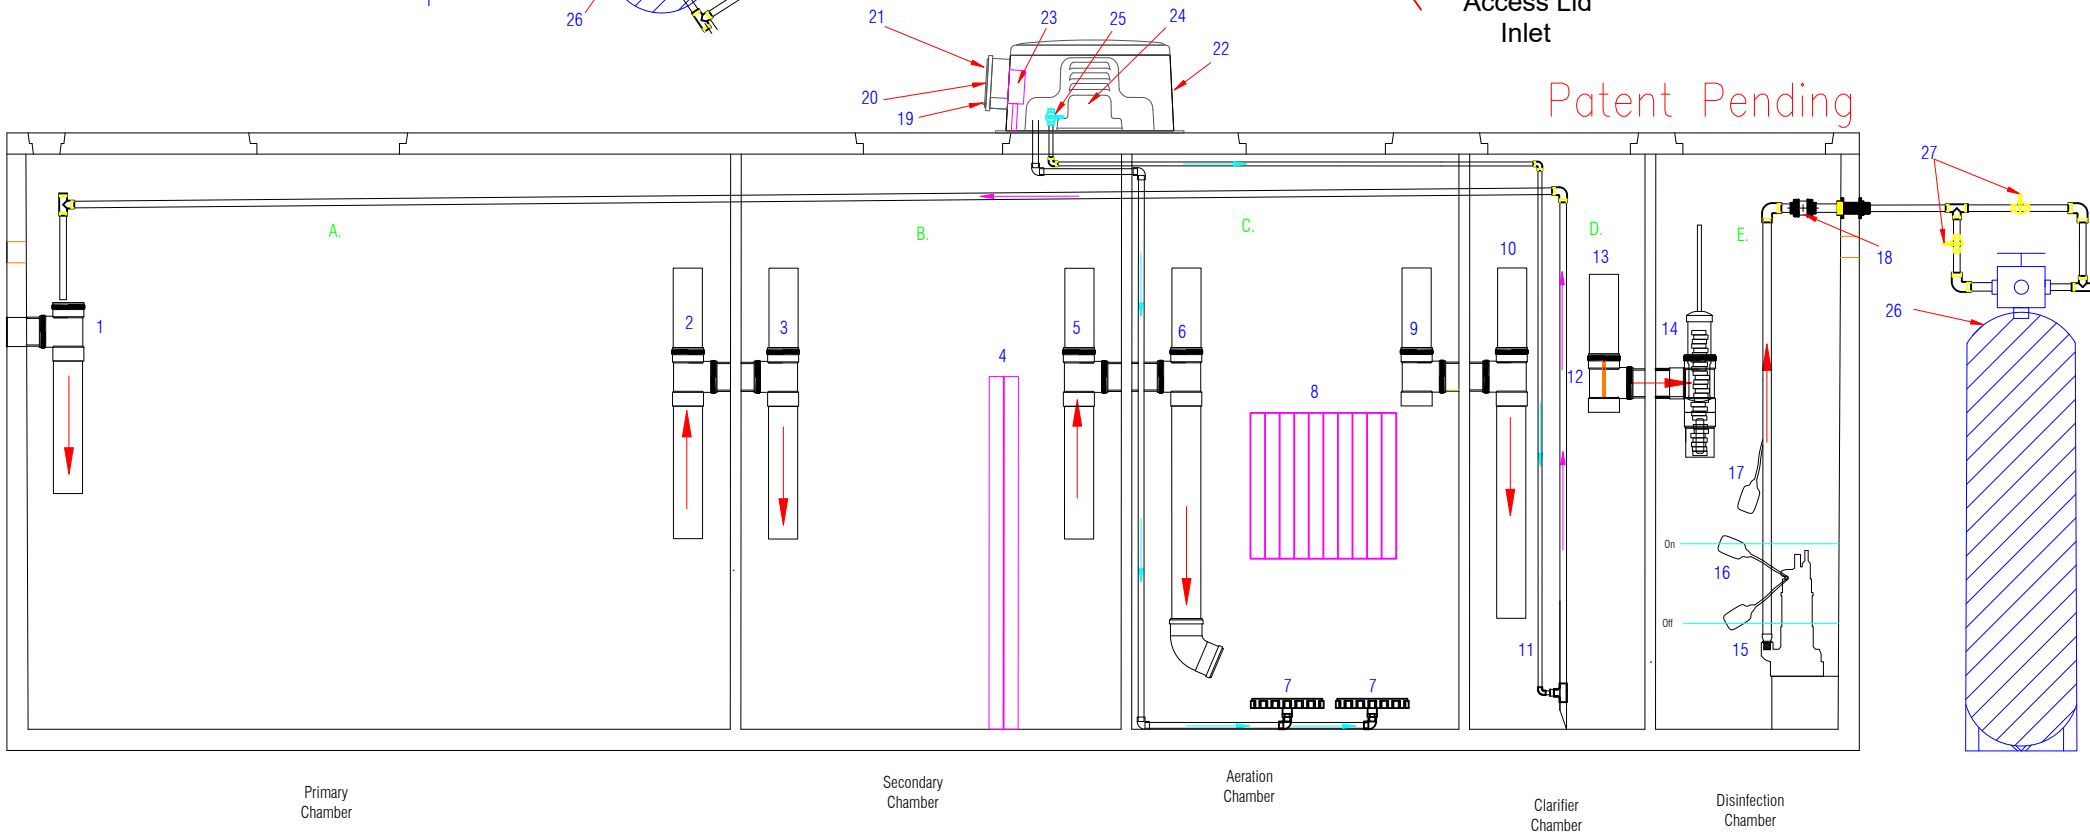 26
21
23
25
24
22
20
19
Access Lid
Inlet
Patent Pending
27
A.
B.
C.
D.
E.
10
13
18
26
1
2
3
4
5
6
9
14
12
8
17
On
16
Off
11
15
7
7
Primary
Chamber
Secondary
Chamber
Aeration
Chamber
Clarifier
Chamber
Disinfection
Chamber